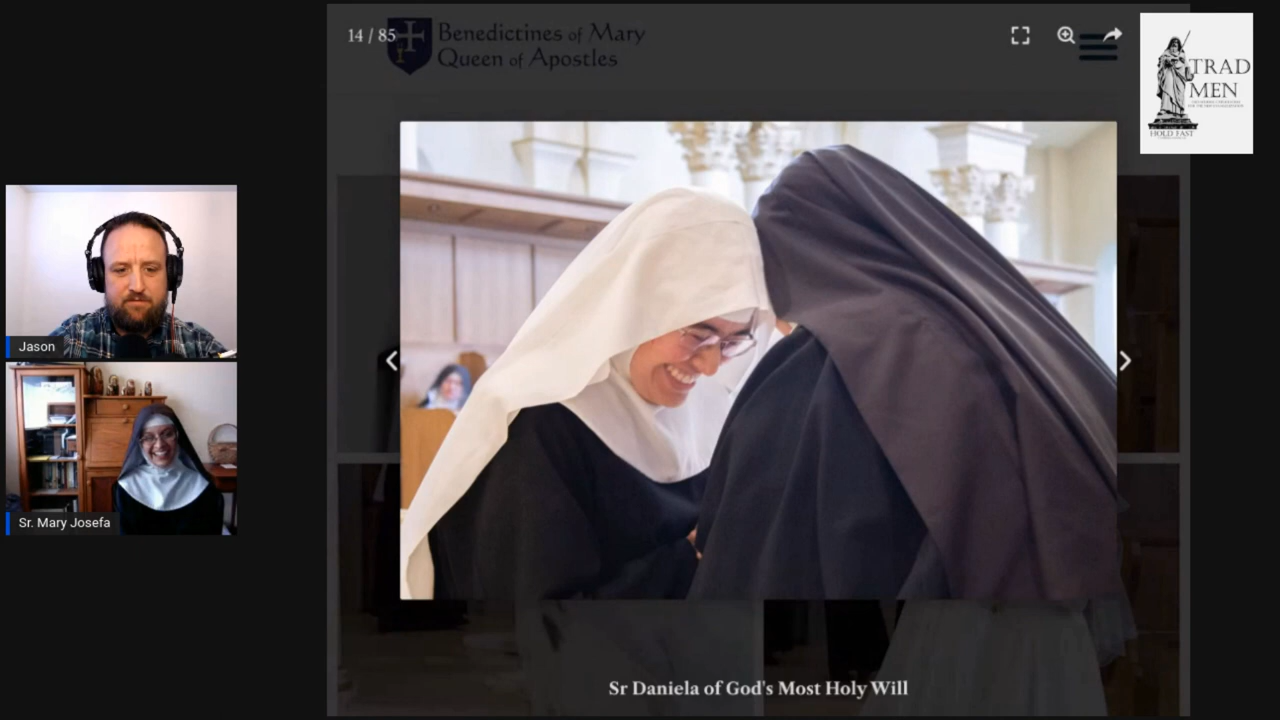 14 / 85
Benedictines of Mary
Queen of Apostles
TRAD
MEN
HOLD FAST
Jason
Sr. Mary Josefa
Sr Daniela of God's Most Holy Will